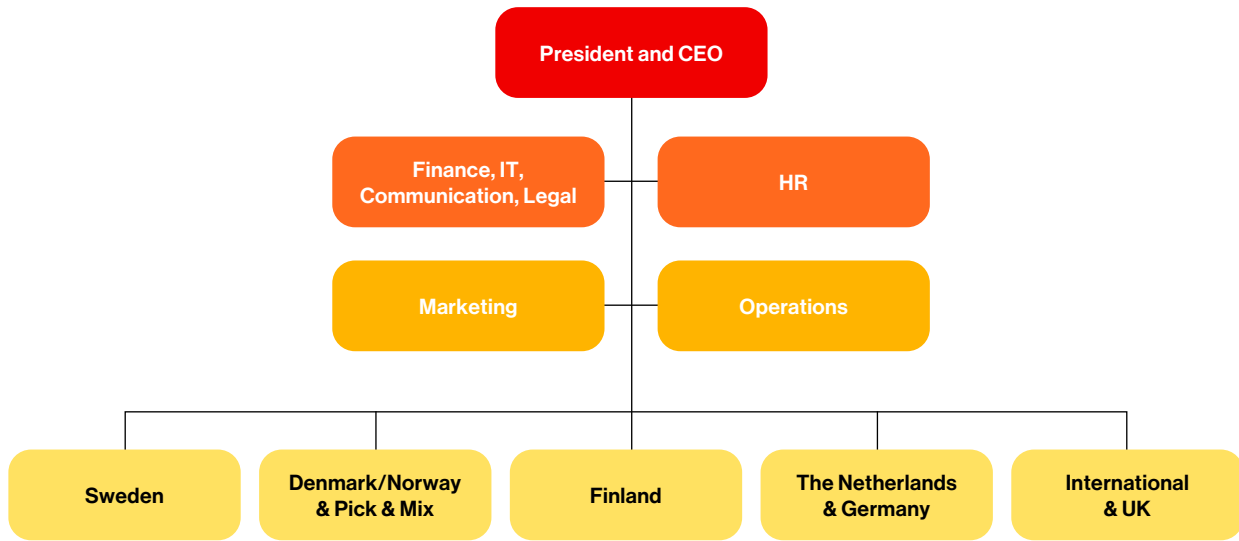 President and CEO
Finance, IT,
Communication, Legal
HR
Marketing
Operations
Sweden
Denmark/Norway
& Pick & Mix
Finland
The Netherlands
& Germany
International
& UK